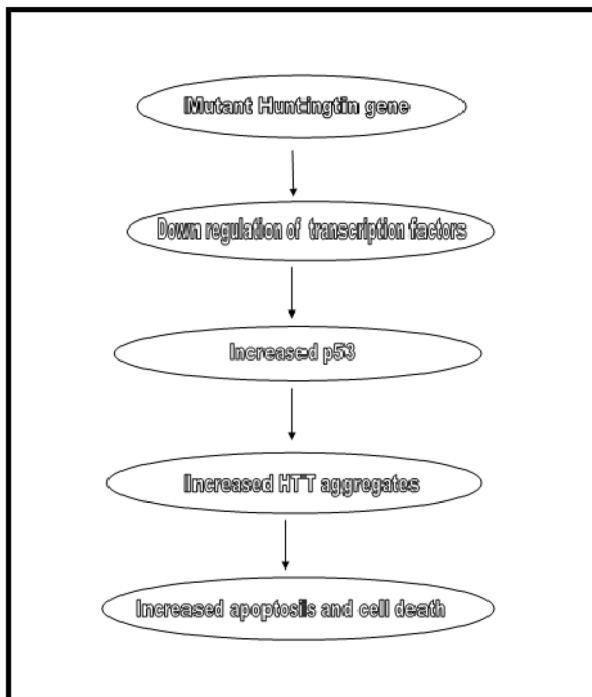 Mutant Huntingtin gene
Down regulation of transcription factors
Increased p53
Increased HTT aggregates
Increased apoptosis and cell death